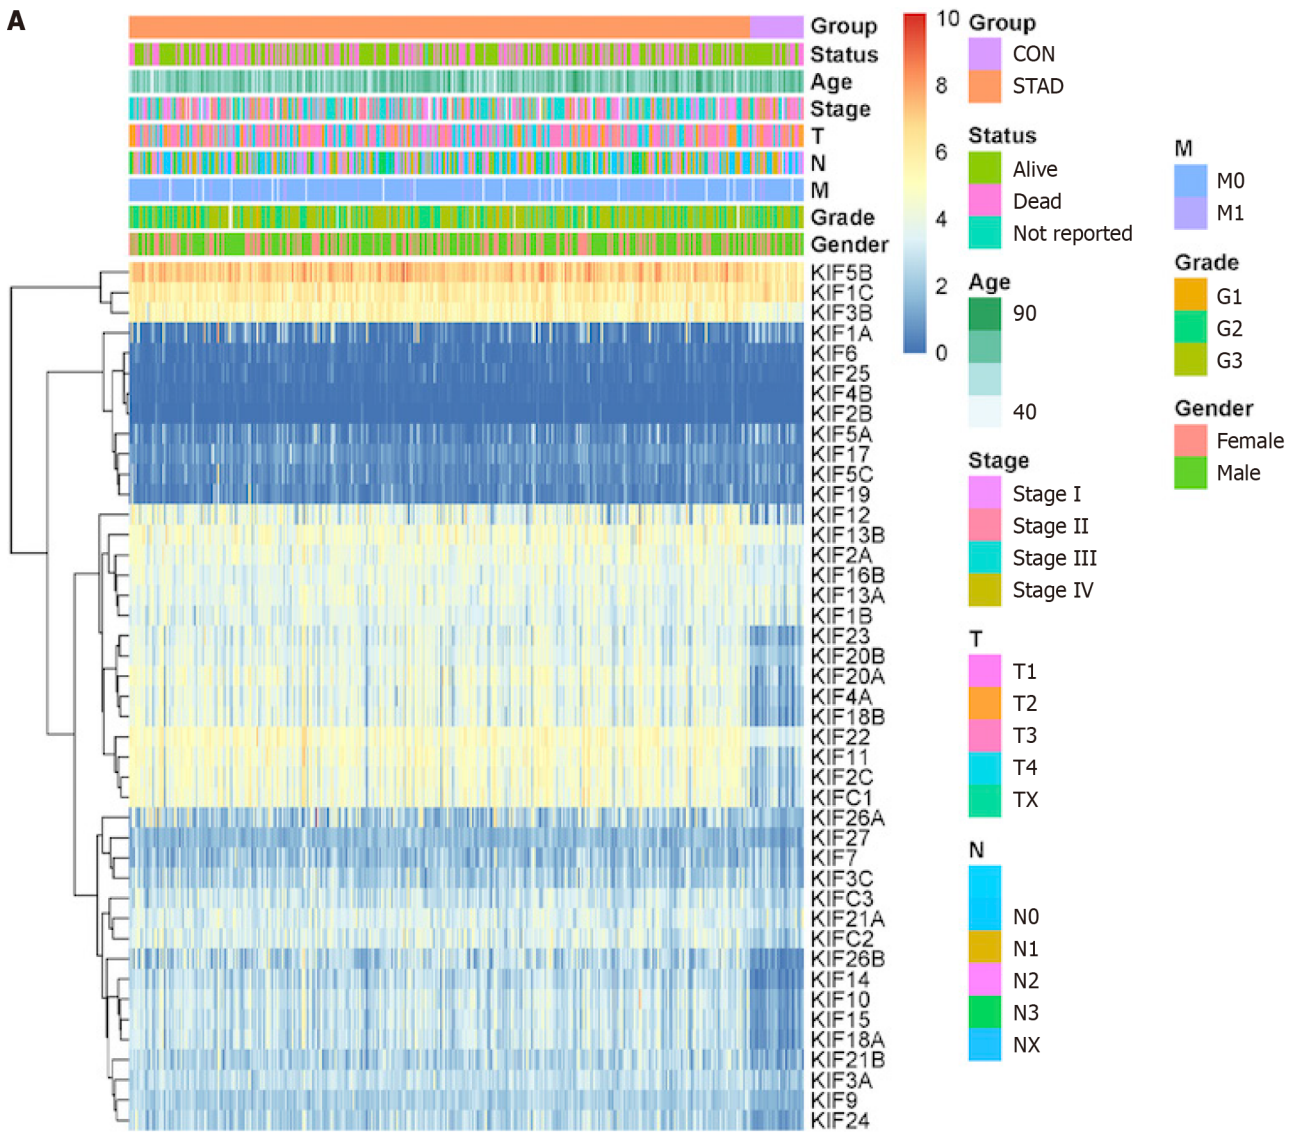 A
Group
Status
Age
Stage
T
N
M
Grade
Gender
KIF5B
KIF1C
KIF3B
KIF1A
KIF6
KIF25
KIF4B
KIF2B
KIF5A
KIF17
KIF5C
KIF19
KIF12
KIF13B
KIF2A
KIF16B
KIF13A
KIF1B
KIF23
KIF20B
KIF20A
KIF4A
KIF18B
KIF22
KIF11
KIF2C
KIFC1
KIF26A
KIF27
KIF7
KIF3C
KIFC3
KIF21A
KIFC2
KIF26B
KIF14
KIF10
KIF15
KIF18A
KIF21B
KIF3A
KIF9
KIF24
10
8
6
4
2
0
Group
CON
STAD
Status
Alive
Dead
Not reported
Age
90
40
Stage
Stage I
Stage II
Stage III
Stage IV
T
T1
T2
T3
T4
TX
N
N0
N1
N2
N3
NX
M
M0
M1
Grade
G1
G2
G3
Gender
Female
Male